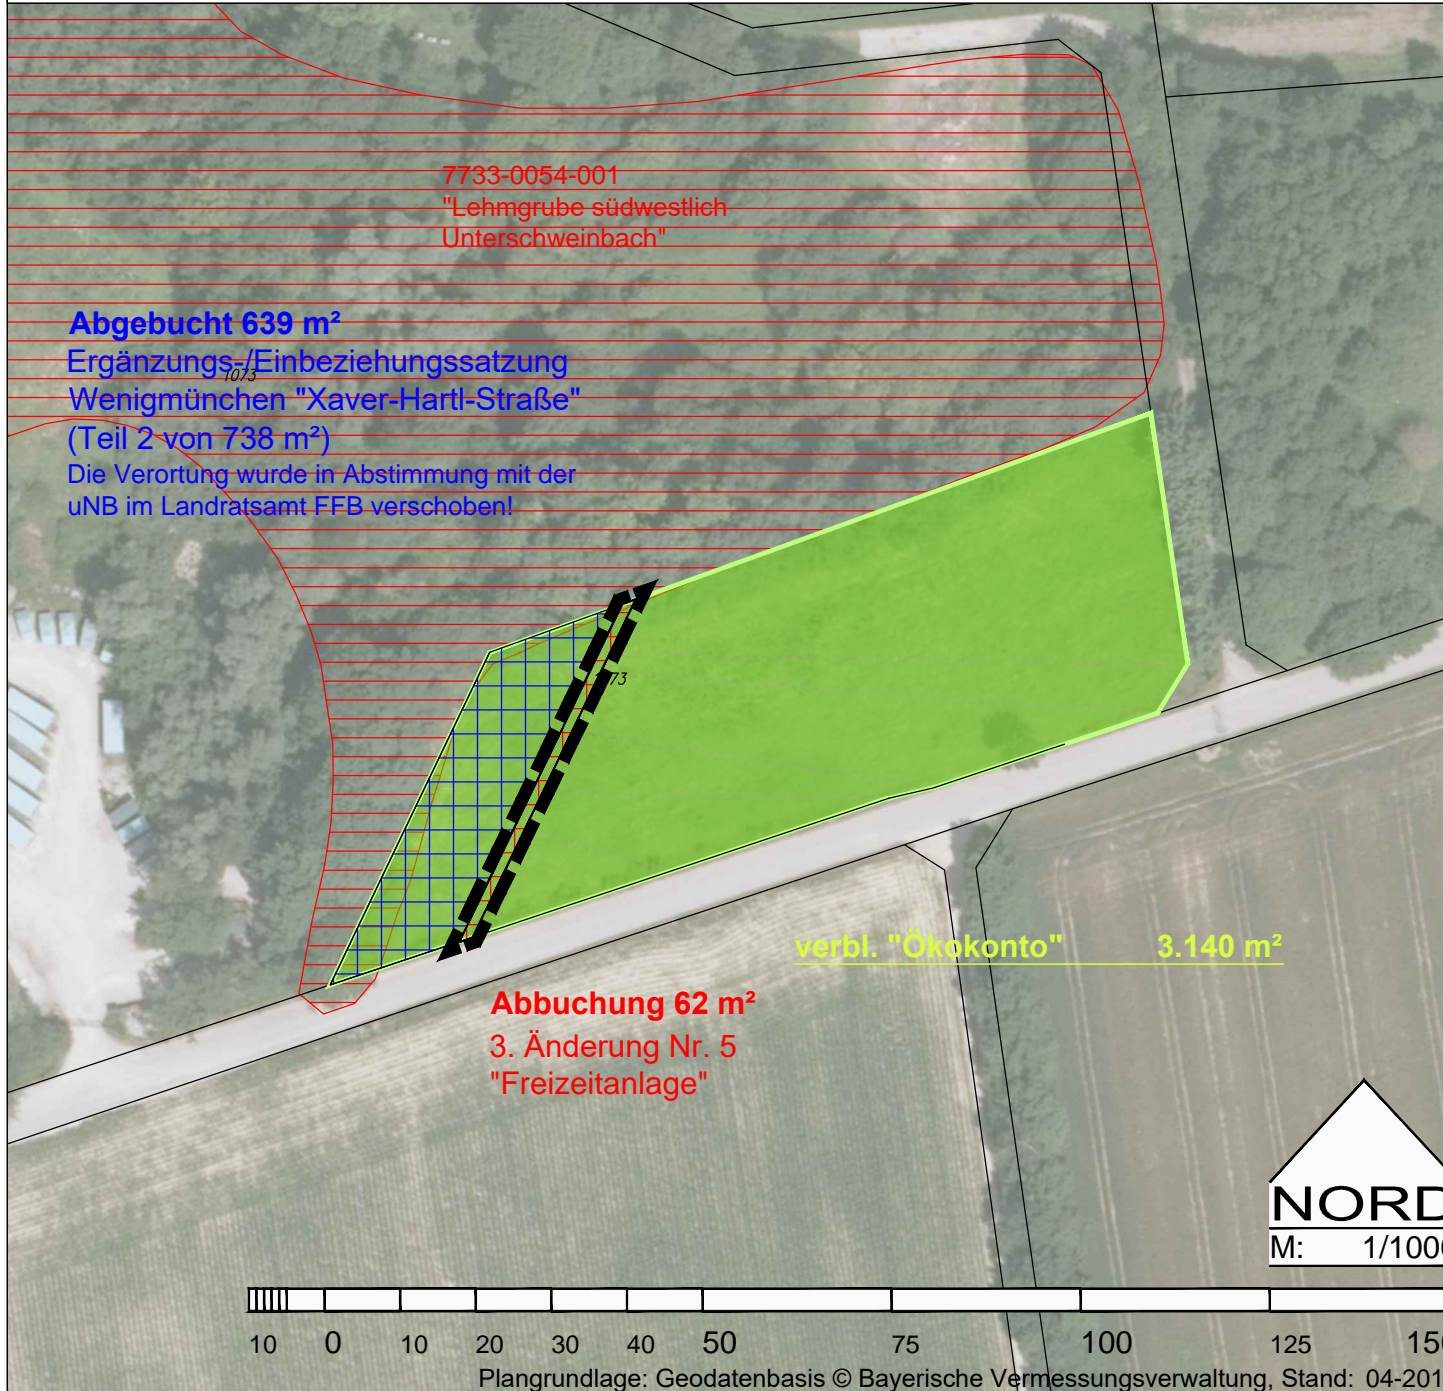 7733-0054-001
"Lehmgrube südwestlich
Unterschweinbach"
Abgebucht 639 m²
Ergänzungs-/Einbeziehungssatzung
1073
Wenigmünchen "Xaver-Hartl-Straße"
(Teil 2 von 738 m²)
Die Verortung wurde in Abstimmung mit der
uNB im Landratsamt FFB verschoben!
73
verbl. "Ökokonto" 3.140 m²
Abbuchung 62 m²
3. Änderung Nr. 5
"Freizeitanlage"
NORD
M: 1/100
10 0 10 20 30 40 50 75 100 125 15
Plangrundlage: Geodatenbasis © Bayerische Vermessungsverwaltung, Stand: 04-201